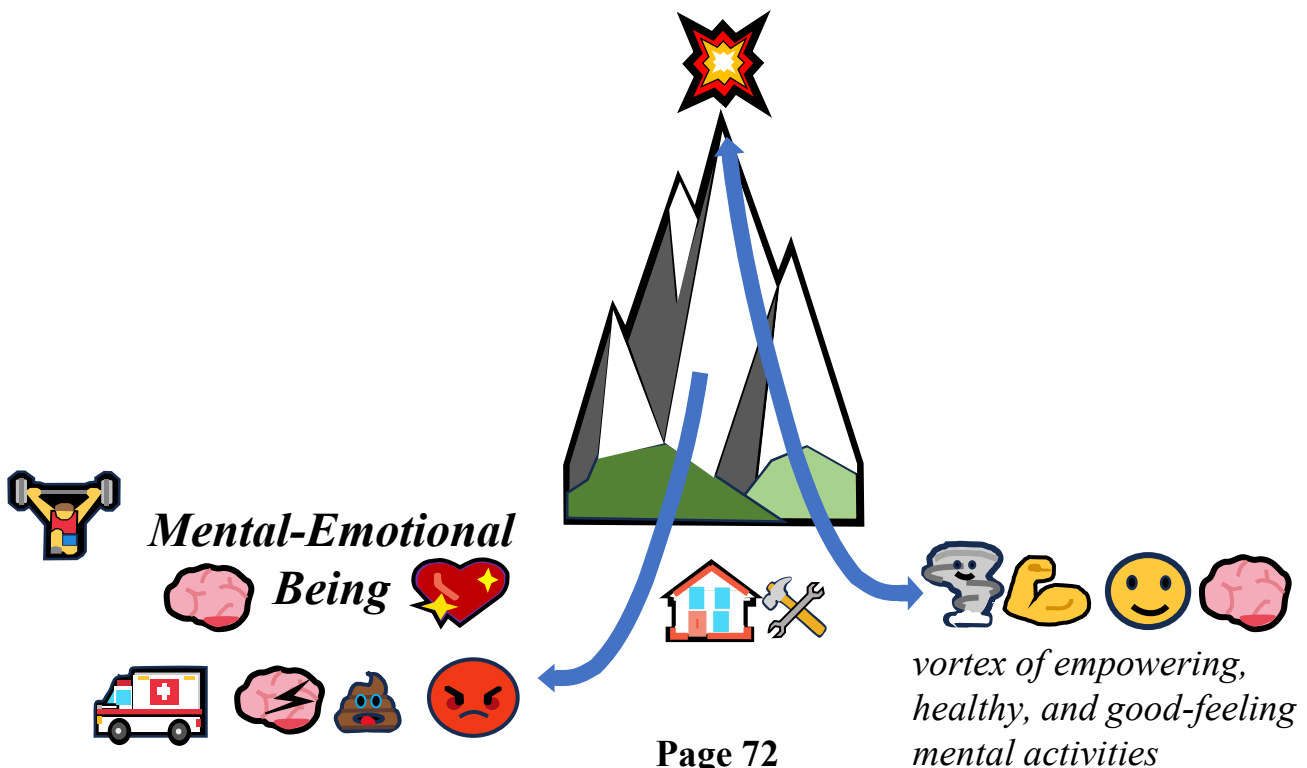 Mental-Emotional
Being
vortex of empowering,
healthy, and good-feeling
mental activities
Page 72